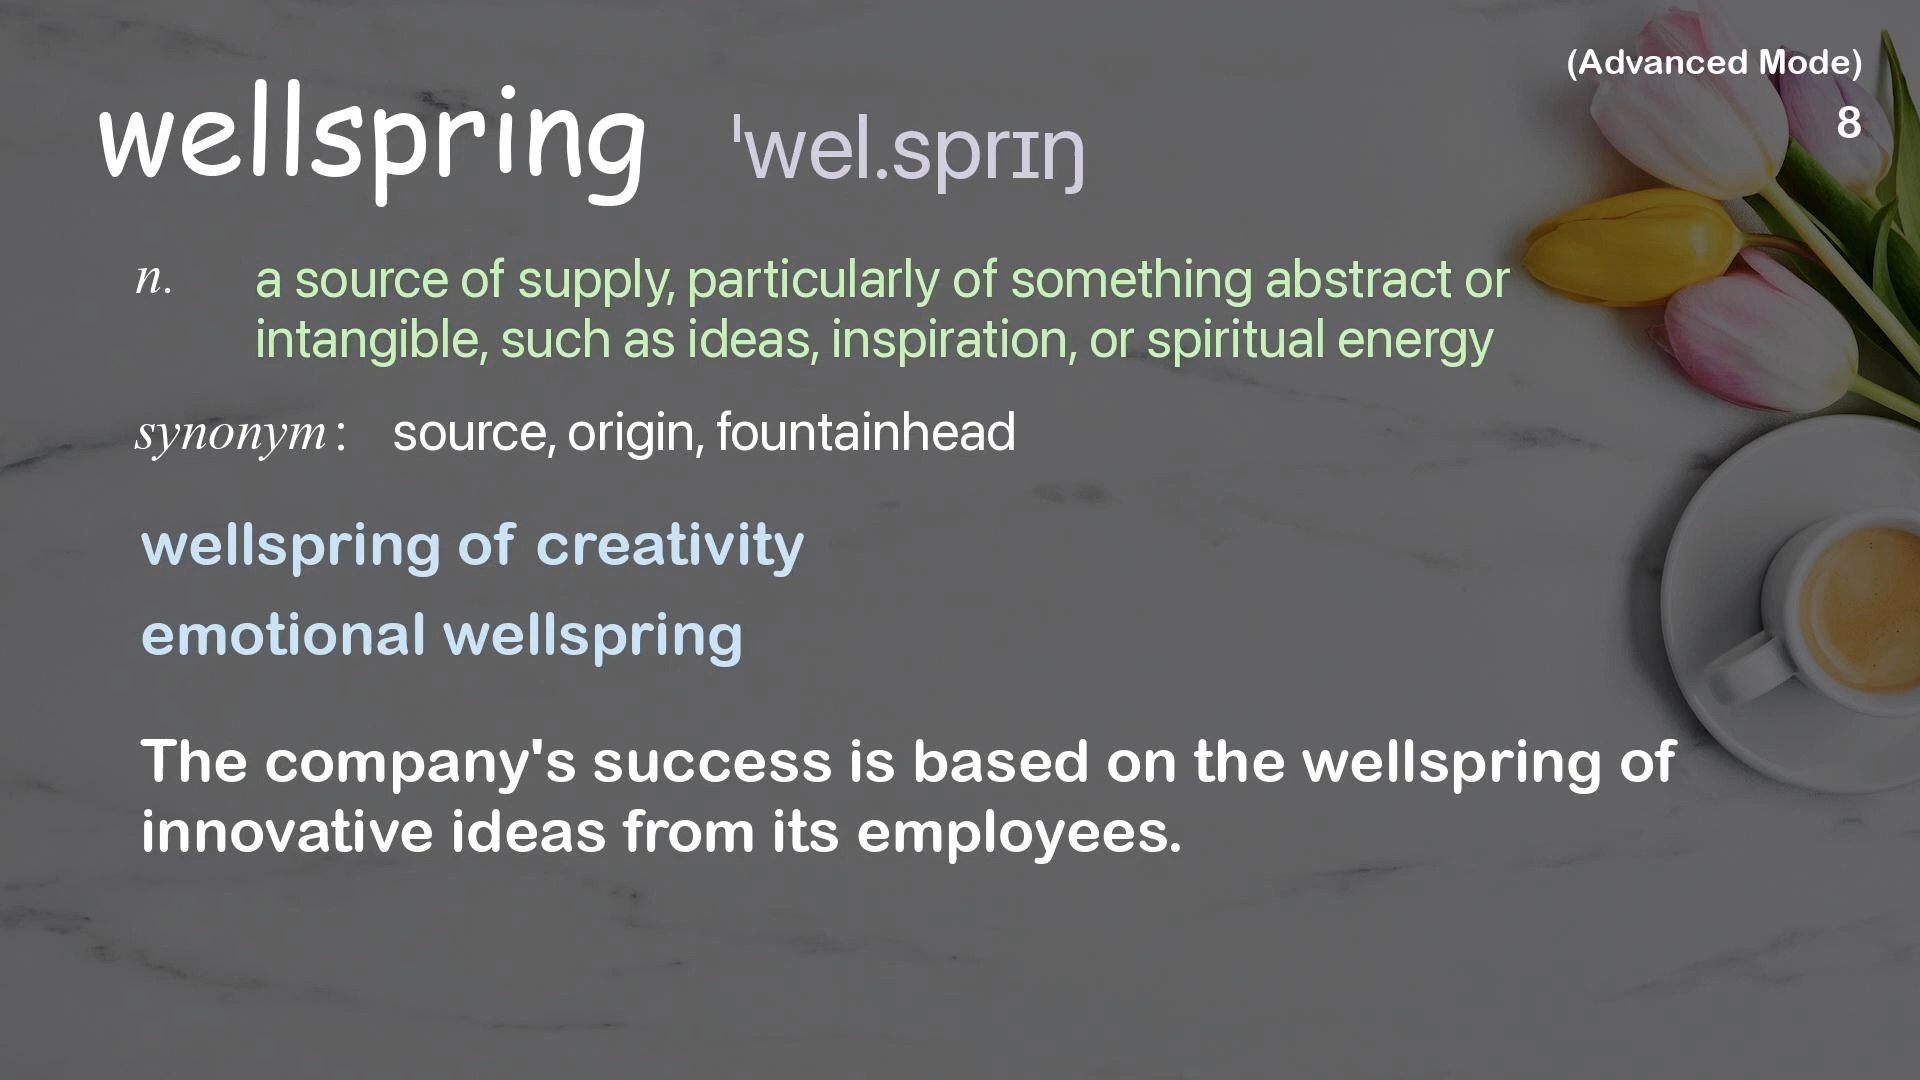 (Advanced Mode)
8
wellspring ˈwel.sprɪŋ
n. a source of supply, particularly of something abstract or
intangible, such as ideas, inspiration, or spiritual energy
synonym: source, origin, fountainhead
wellspring of creativity
emotional wellspring
The company's success is based on the wellspring of
innovative ideas from its employees.